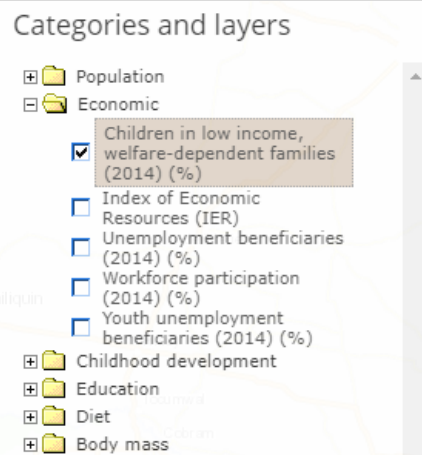 Categories and layers
Population
Economic
Children in low income,
welfare-dependent families
(2014) (%)
Index of Economic
Resources (IER)
Unemployment beneficiaries
(2014) (%)
Workforce participation
(2014) (%)
Youth unemployment
beneficiaries (2014) (%)
Childhood development
Education
Diet
Body mass